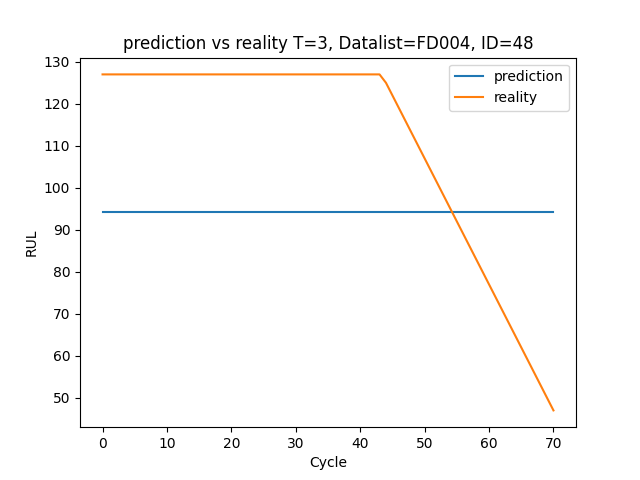 prediction vs reality T=3, Datalist=FD004, ID=48
prediction
reality
RUL
130
120
110
100
90
80
70
60
50
0 10 20 30 40 50 60 70
Cycle